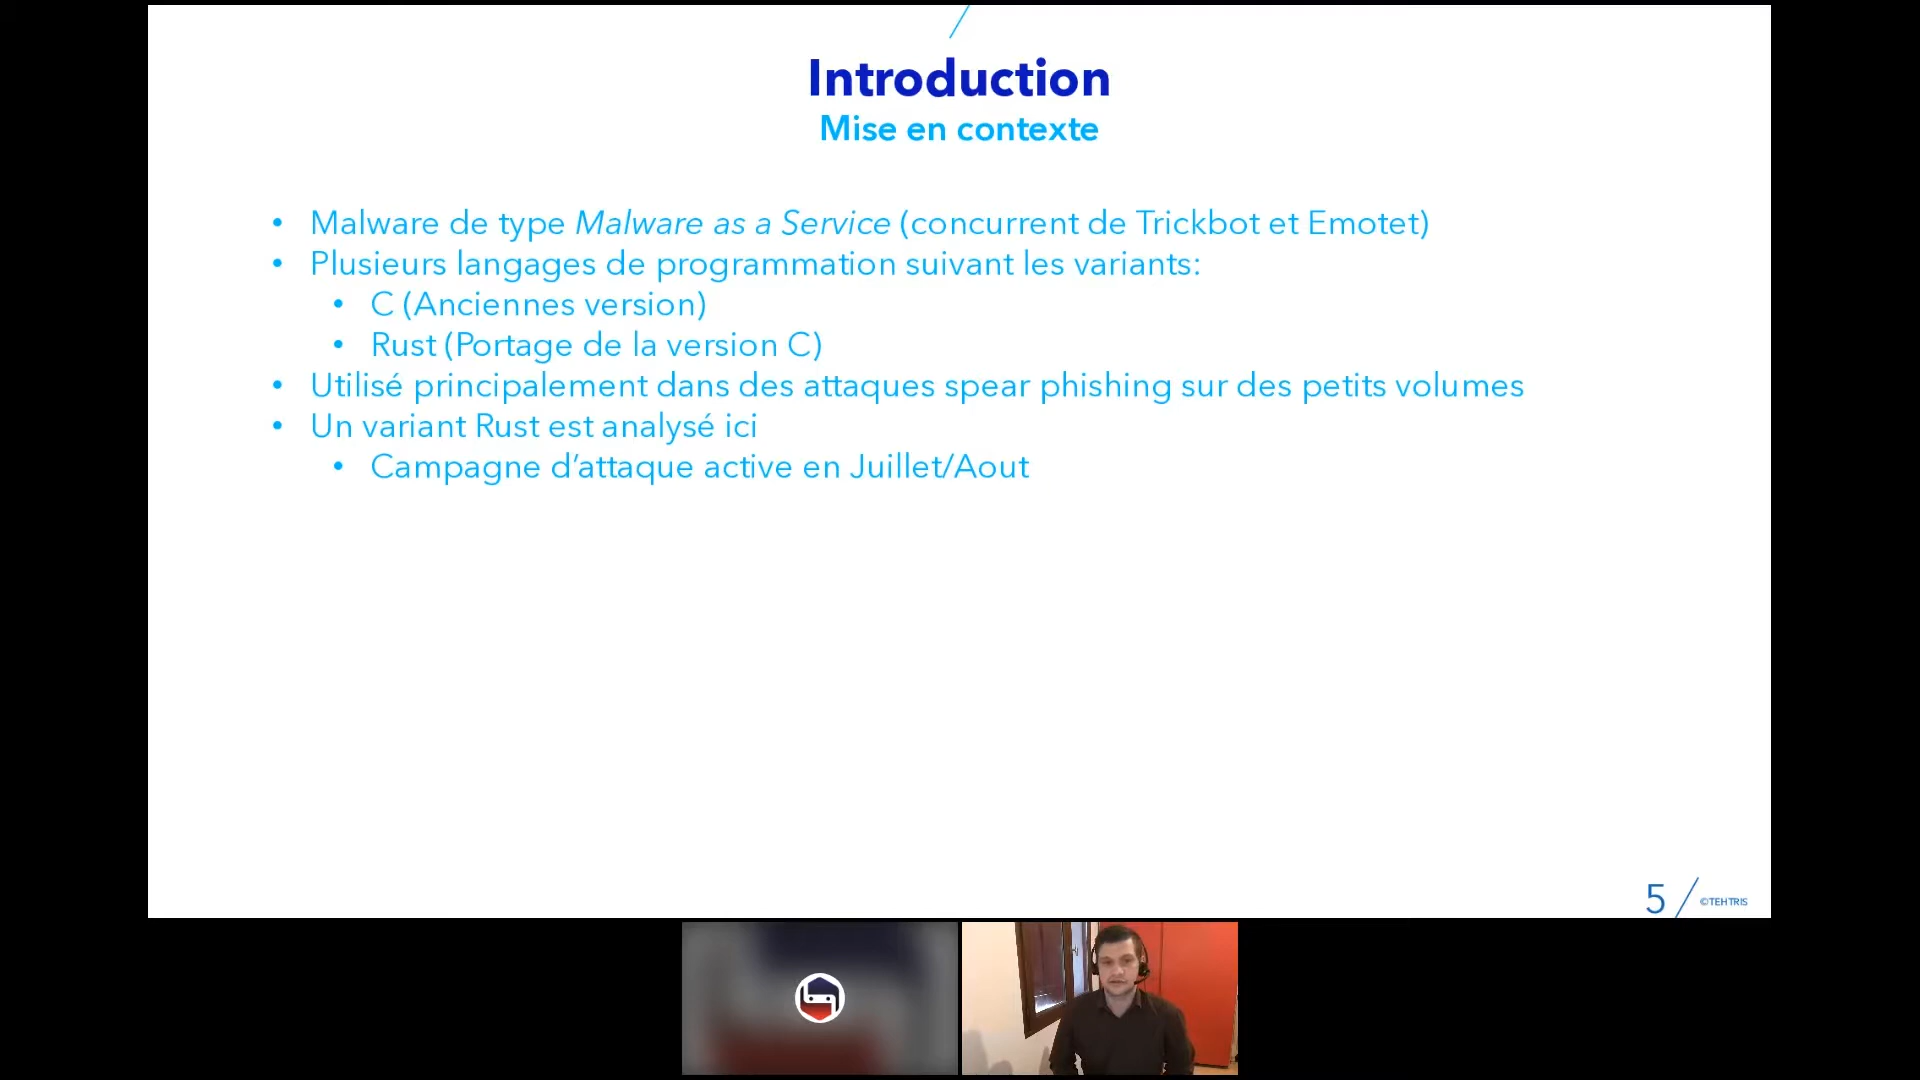 Introduction
Mise en contexte
• Malware de type Malware as a Service (concurrent de Trickbot et Emotet)
• Plusieurs langages de programmation suivant les variants:
• C (Anciennes version)
• Rust (Portage de la version C)
• Utilisé principalement dans des attaques spear phishing sur des petits volumes
• Un variant Rust est analysé ici
• Campagne d’attaque active en Juillet/Aout
5
©TEHTRIS